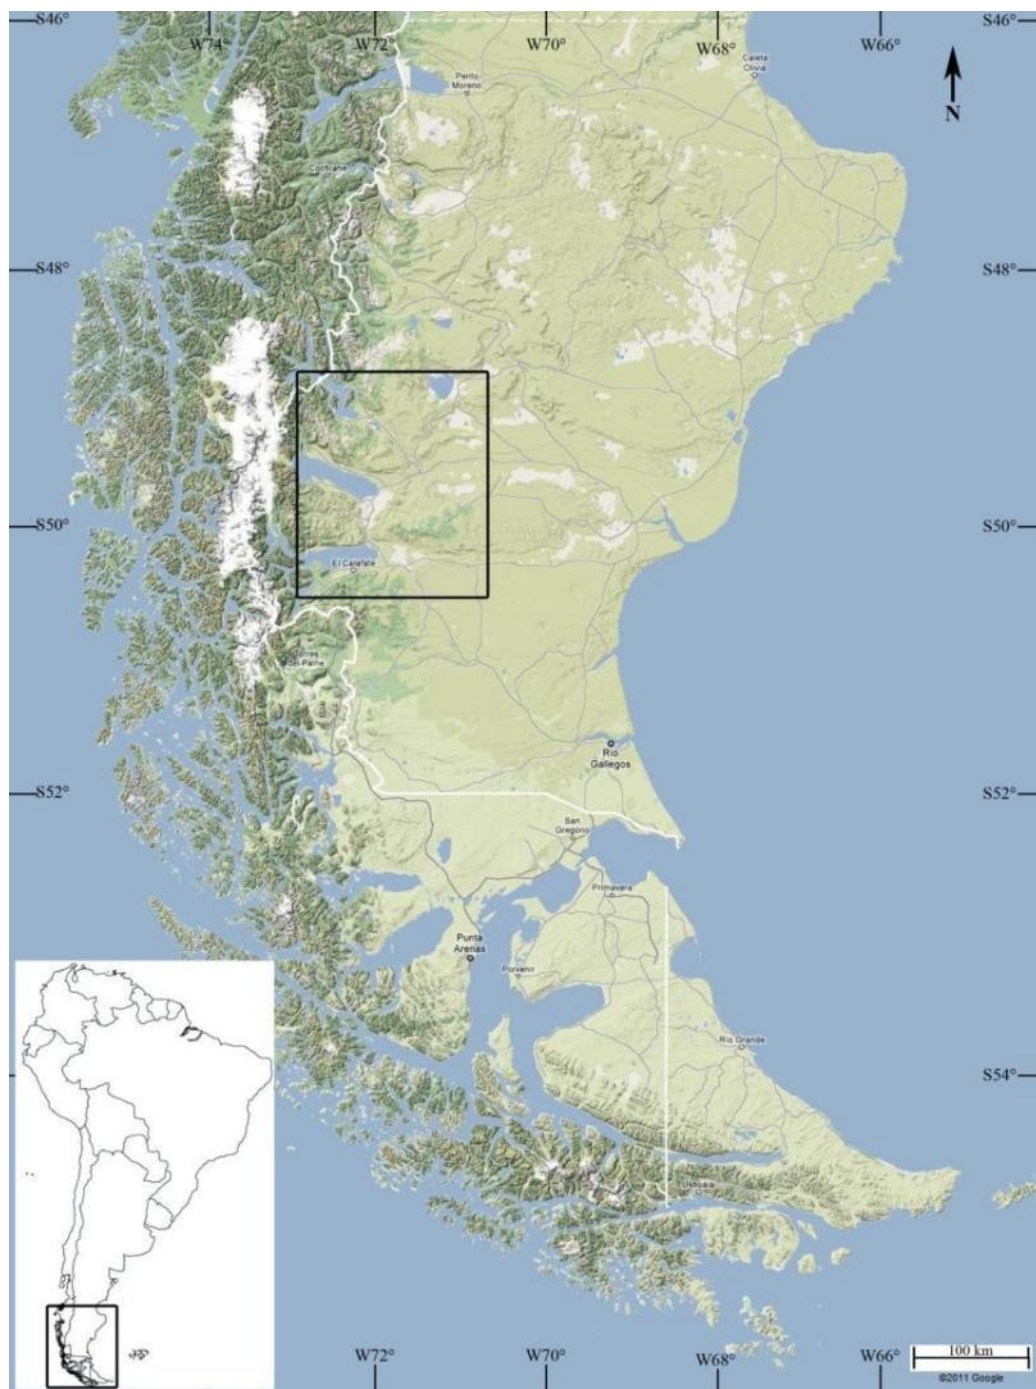 S46°
W74°
W72°
W70°
W68°
W66°
S46°
Perito
Moreno
Caleta
Olivia
N
Cochrane
S48°
S48°
S50°
S50°
El Calafate
Torres
del Paine
Río
Gallegos
S52°
S52°
San
Gregorio
Primavera
Punta
Arenas
Porvenir
Río Grande
S54°
Ushuaia
W72°
W70°
W68°
W66°
100 km
©2011 Google